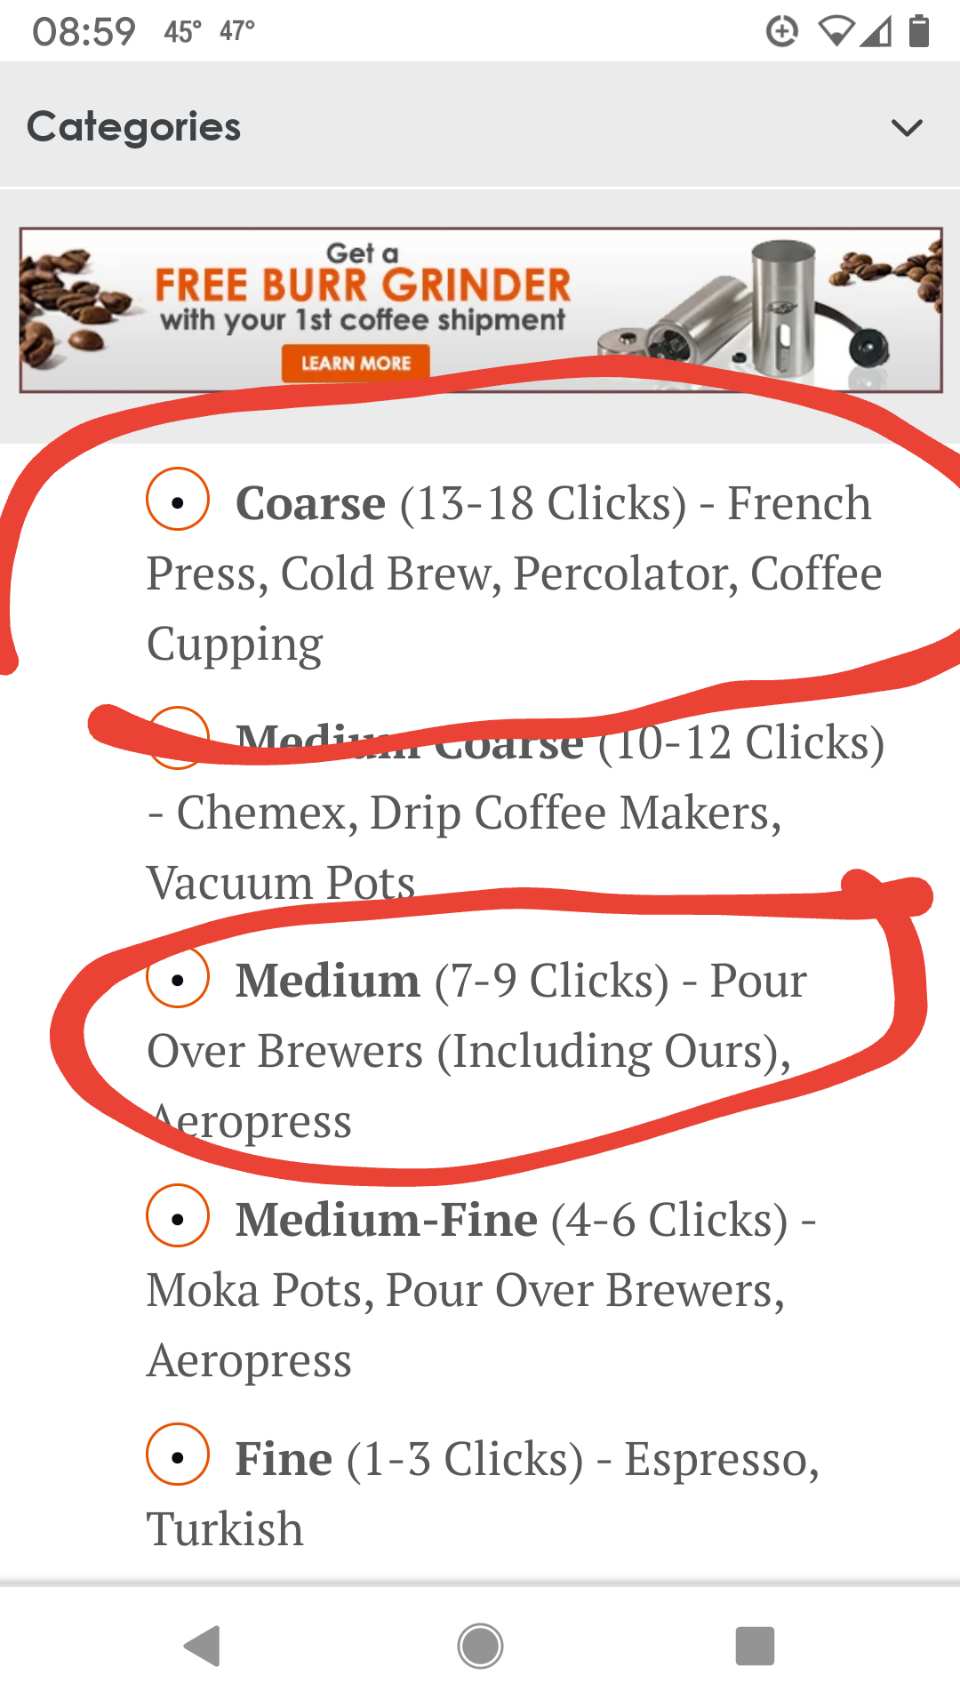 08:59 45° 47°
Categories
Get a
FREE BURR GRINDER
with your 1st coffee shipment
LEARN MORE
Coarse (13-18 Clicks) - French
Press, Cold Brew, Percolator, Coffee
Cupping
Medium Coarse (10-12 Clicks)
- Chemex, Drip Coffee Makers,
Vacuum Pots
Medium (7-9 Clicks) - Pour
Over Brewers (Including Ours),
Aeropress
Medium-Fine (4-6 Clicks) -
Moka Pots, Pour Over Brewers,
Aeropress
Fine (1-3 Clicks) - Espresso,
Turkish